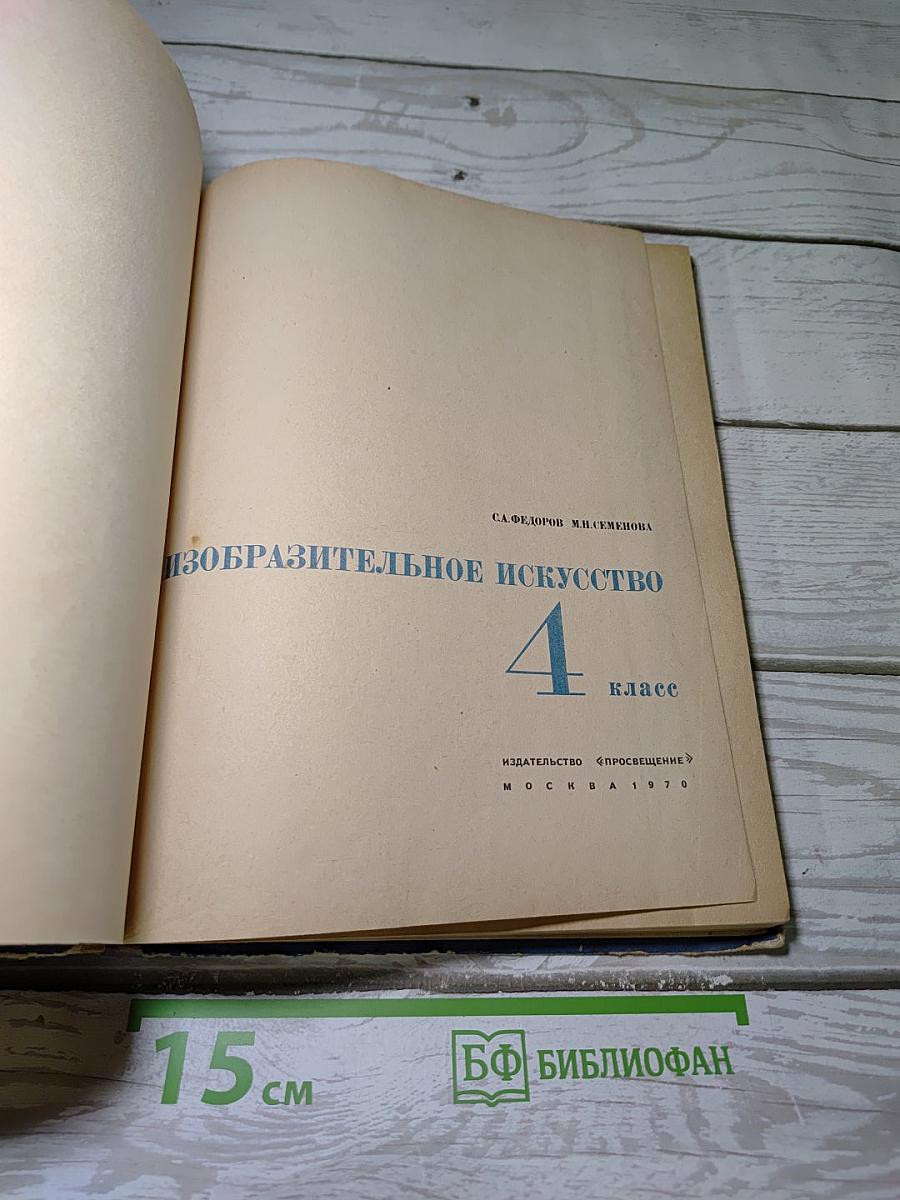 С.А.ФЕДОРОВ М.Н.СЕМЕНОВА
ИЗОБРАЗИТЕЛЬНОЕ ИСКУССТВО
4 класс
ИЗДАТЕЛЬСТВО «ПРОСВЕЩЕНИЕ»
МОСКВА 1970
15 см
БФ БИБЛИОФАН